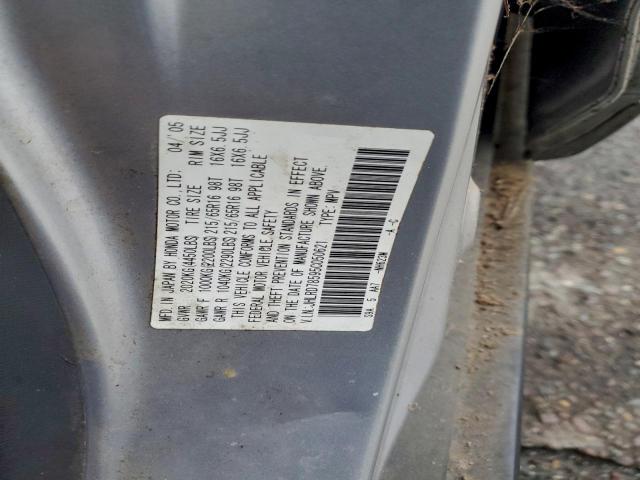 MFD. IN JAPAN BY HONDA MOTOR CO., LTD: 04/'05
GVWR 2020KG(4450LBS) TIRE SIZE RIM SIZE
GAWR F 1000KG(2200LBS) 215/65R16 98T 16X6.5JJ
GAWR R 1040KG(2290LBS) 215/65R16 98T 16X6.5JJ
THIS VEHICLE CONFORMS TO ALL APPLICABLE
FEDERAL MOTOR VEHICLE SAFETY
AND THEFT PREVENTION STANDARDS IN EFFECT
ON THE DATE OF MANUFACTURE SHOWN ABOVE.
V.I.N.: TYPE: MPV
S9A 5 AA7 -A-C